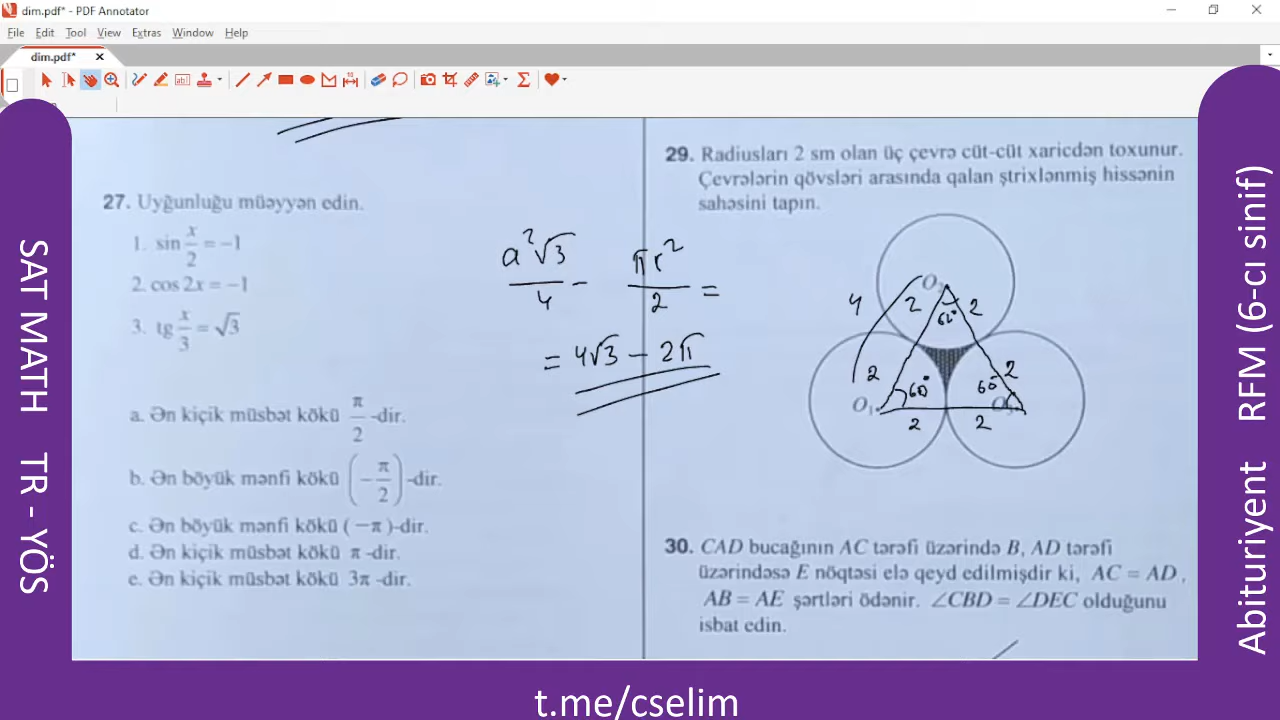 dim.pdf* - PDF Annotator
File Edit Tool View Extras Window Help
dim.pdf*
SAT MATH TR - YÖS
27. Uyğunluğu müəyyən edin.
1. sin x/2 = -1
2. cos 2x = -1
3. tg x/3 = √3
a. Ən kiçik müsbət kökü π/2 -dir.
b. Ən böyük mənfi kökü (-π/2)-dir.
c. Ən böyük mənfi kökü (-π)-dir.
d. Ən kiçik müsbət kökü π -dir.
e. Ən kiçik müsbət kökü 3π -dir.
a²√3/4 - πr²/2 =
= 4√3 - 2π
29. Radiusları 2 sm olan üç çevrə cüt-cüt xaricdən toxunur.
Çevrələrin qövsləri arasında qalan ştrixlənmiş hissənin
sahəsini tapın.
4 2 O₂ 60° 2
2 60° 60° 2
O₁ 2 2
30. CAD bucağının AC tərəfi üzərində B, AD tərəfi
üzərindəsə E nöqtəsi elə qeyd edilmişdir ki, AC = AD,
AB = AE şərtləri ödənir. ∠CBD = ∠DEC olduğunu
isbat edin.
Abituriyent RFM (6-cı sinif)
t.me/cselim